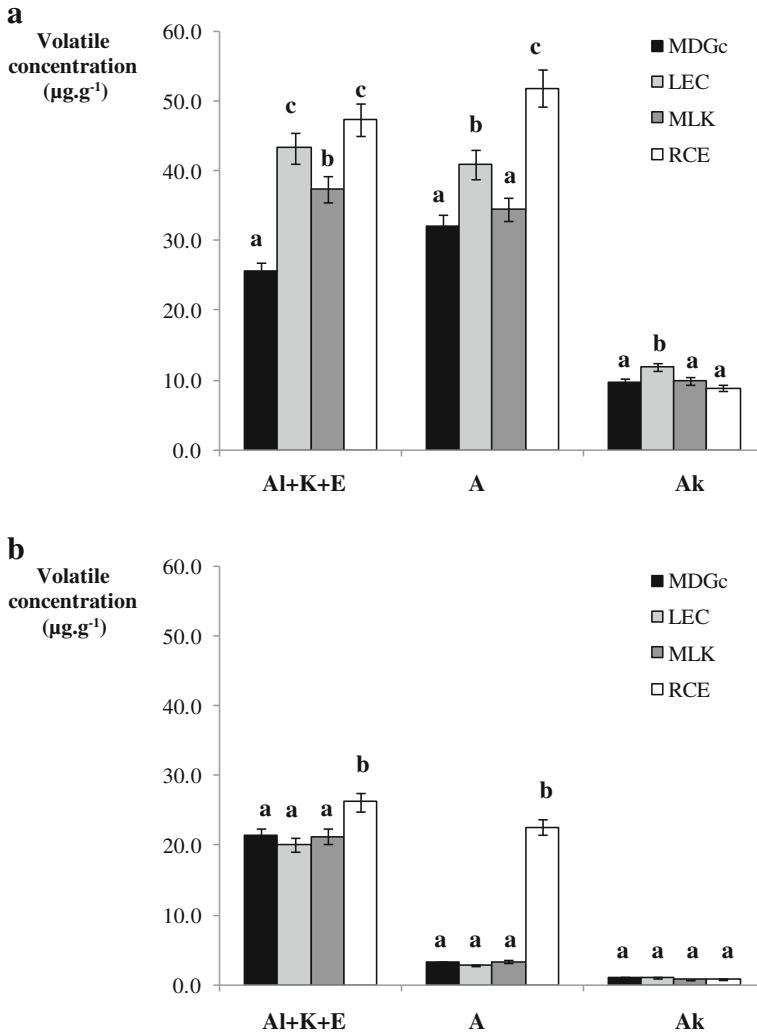 a
Volatile
concentration
(µg.g-1)
60.0
50.0
40.0
30.0
20.0
10.0
0.0
MDGc
LEC
MLK
RCE
a c b c
a b a c
a b a a
Al+K+E A Ak
b
Volatile
concentration
(µg.g-1)
60.0
50.0
40.0
30.0
20.0
10.0
0.0
MDGc
LEC
MLK
RCE
a a a b
a a a b
a a a a
Al+K+E A Ak